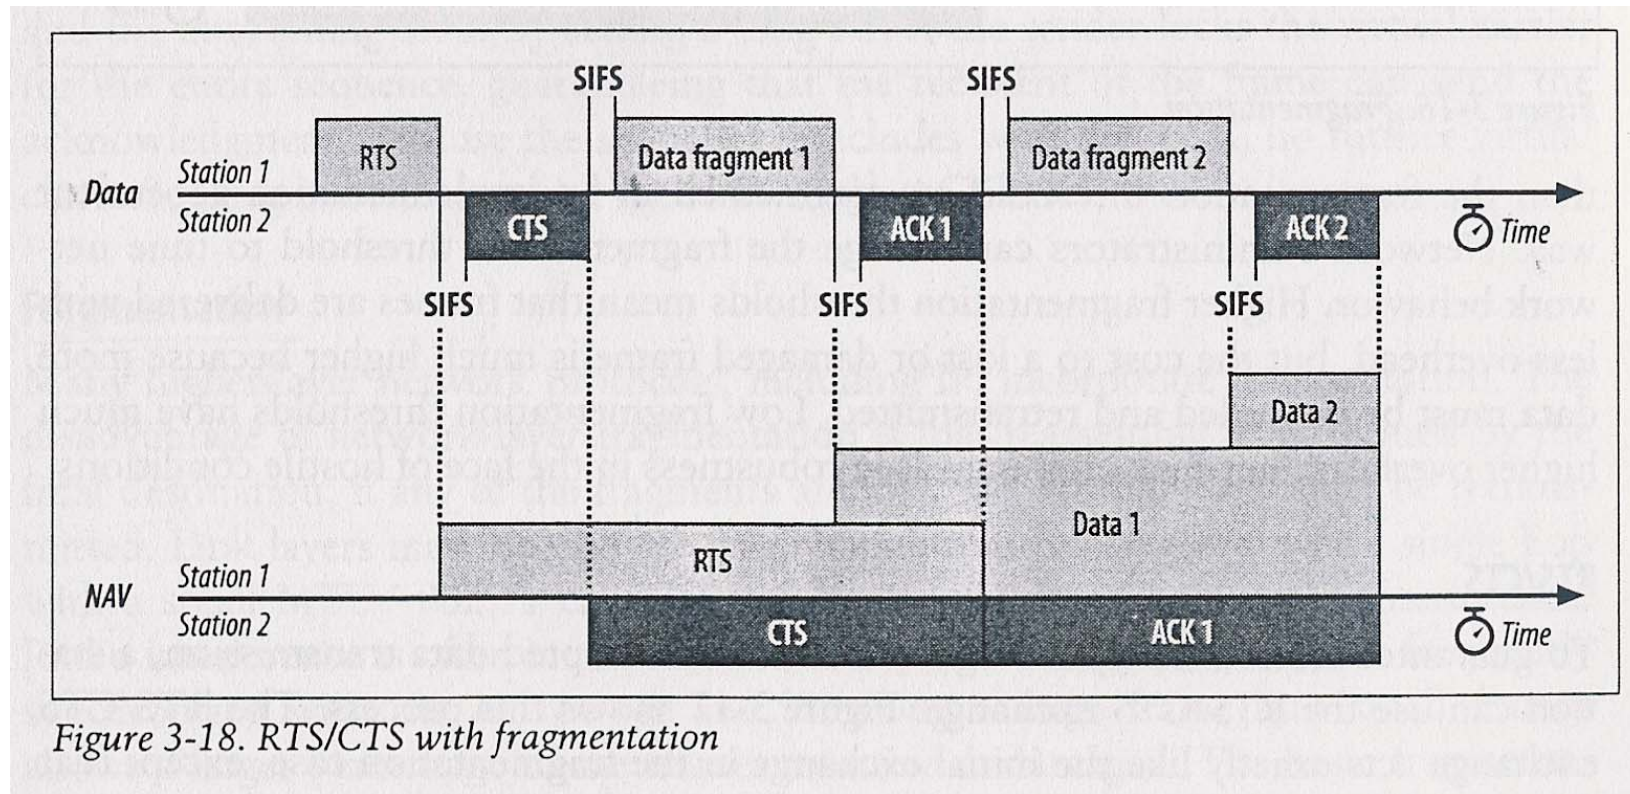 SIFS SIFS
RTS Data fragment 1 Data fragment 2
Station 1
Data
Station 2
CTS ACK 1 ACK 2 Time
SIFS SIFS SIFS
Data 2
Data 1
RTS
Station 1
NAV
Station 2
CTS ACK 1 Time
Figure 3-18. RTS/CTS with fragmentation